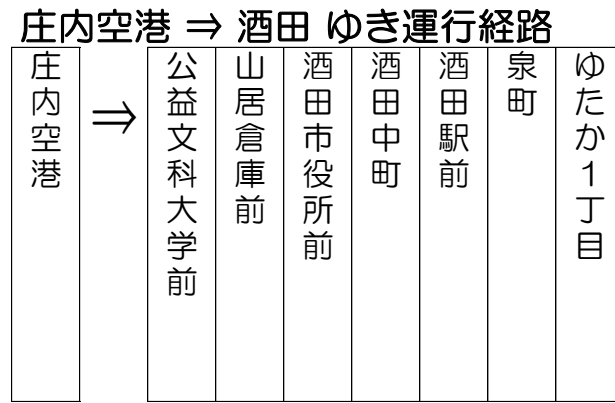 庄内空港 ⇒ 酒田 ゆき運行経路
庄内空港
⇒
公益文科大学前
山居倉庫前
酒田市役所前
酒田中町
酒田駅前
泉町
ゆたか１丁目